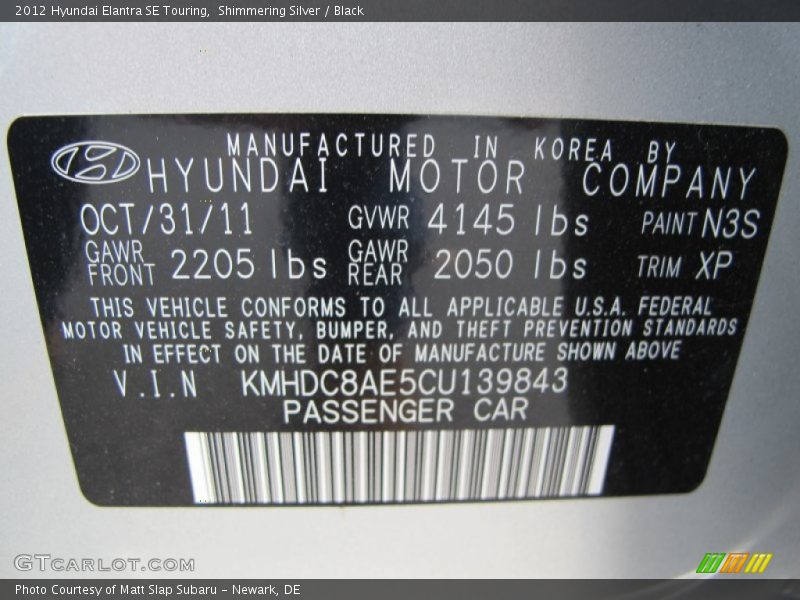 2012 Hyundai Elantra SE Touring,  Shimmering Silver / Black
MANUFACTURED IN KOREA BY
HYUNDAI MOTOR COMPANY
OCT/31/11 GVWR 4145 lbs PAINT N3S
GAWR FRONT 2205 lbs GAWR REAR 2050 lbs TRIM XP
THIS VEHICLE CONFORMS TO ALL APPLICABLE U.S.A. FEDERAL
MOTOR VEHICLE SAFETY, BUMPER, AND THEFT PREVENTION STANDARDS
IN EFFECT ON THE DATE OF MANUFACTURE SHOWN ABOVE
V.I.N KMHDC8AE5CU139843
PASSENGER CAR
GTCARLOT.COM
Photo Courtesy of Matt Slap Subaru - Newark, DE